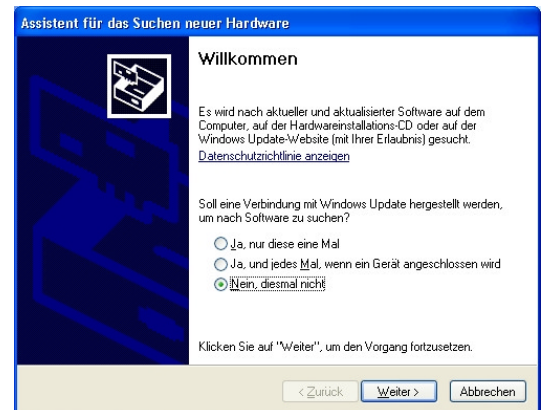 Assistent für das Suchen neuer Hardware
Willkommen
Es wird nach aktueller und aktualisierter Software auf dem
Computer, auf der Hardwareinstallations-CD oder auf der
Windows Update-Website (mit Ihrer Erlaubnis) gesucht.
Datenschutzrichtlinie anzeigen
Soll eine Verbindung mit Windows Update hergestellt werden,
um nach Software zu suchen?
Ja, nur diese eine Mal
Ja, und jedes Mal, wenn ein Gerät angeschlossen wird
Nein, diesmal nicht
Klicken Sie auf "Weiter", um den Vorgang fortzusetzen.
< Zurück Weiter > Abbrechen